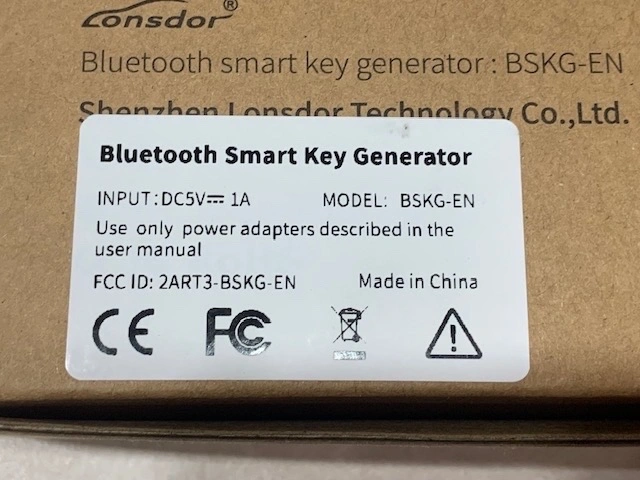 Lonsdor®
Bluetooth smart key generator : BSKG-EN
Shenzhen Lonsdor Technology Co.,Ltd.
Bluetooth Smart Key Generator
INPUT:DC5V⎓ 1A MODEL: BSKG-EN
Use only power adapters described in the
user manual
FCC ID: 2ART3-BSKG-EN Made in China
CE FC